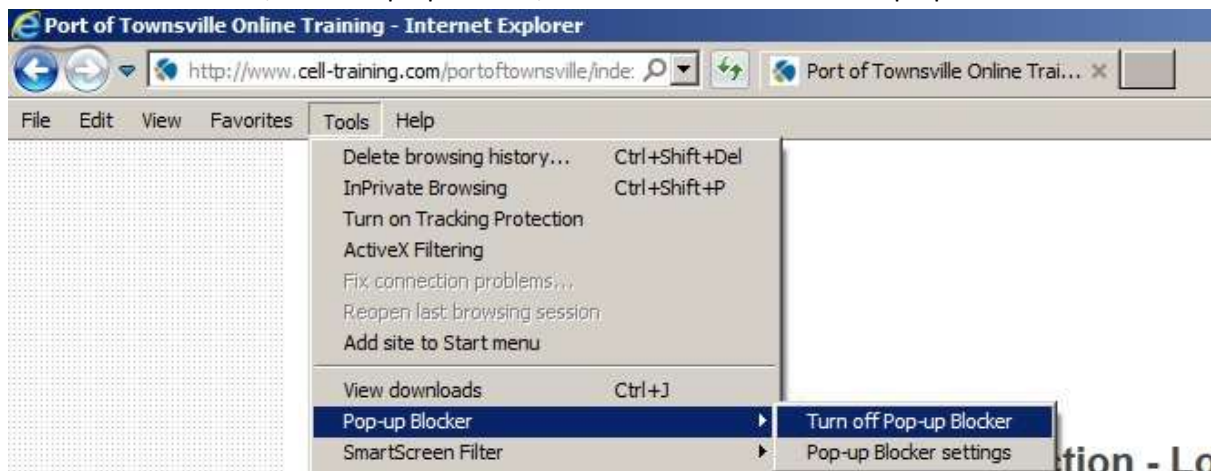 Port of Townsville Online Training - Internet Explorer
http://www.cell-training.com/portoftownsville/inde: Port of Townsville Online Trai...
File Edit View Favorites Tools Help
Delete browsing history... Ctrl+Shift+Del
InPrivate Browsing Ctrl+Shift+P
Turn on Tracking Protection
ActiveX Filtering
Fix connection problems...
Reopen last browsing session
Add site to Start menu
View downloads Ctrl+J
Pop-up Blocker Turn off Pop-up Blocker
SmartScreen Filter Pop-up Blocker settings
ction - Lo